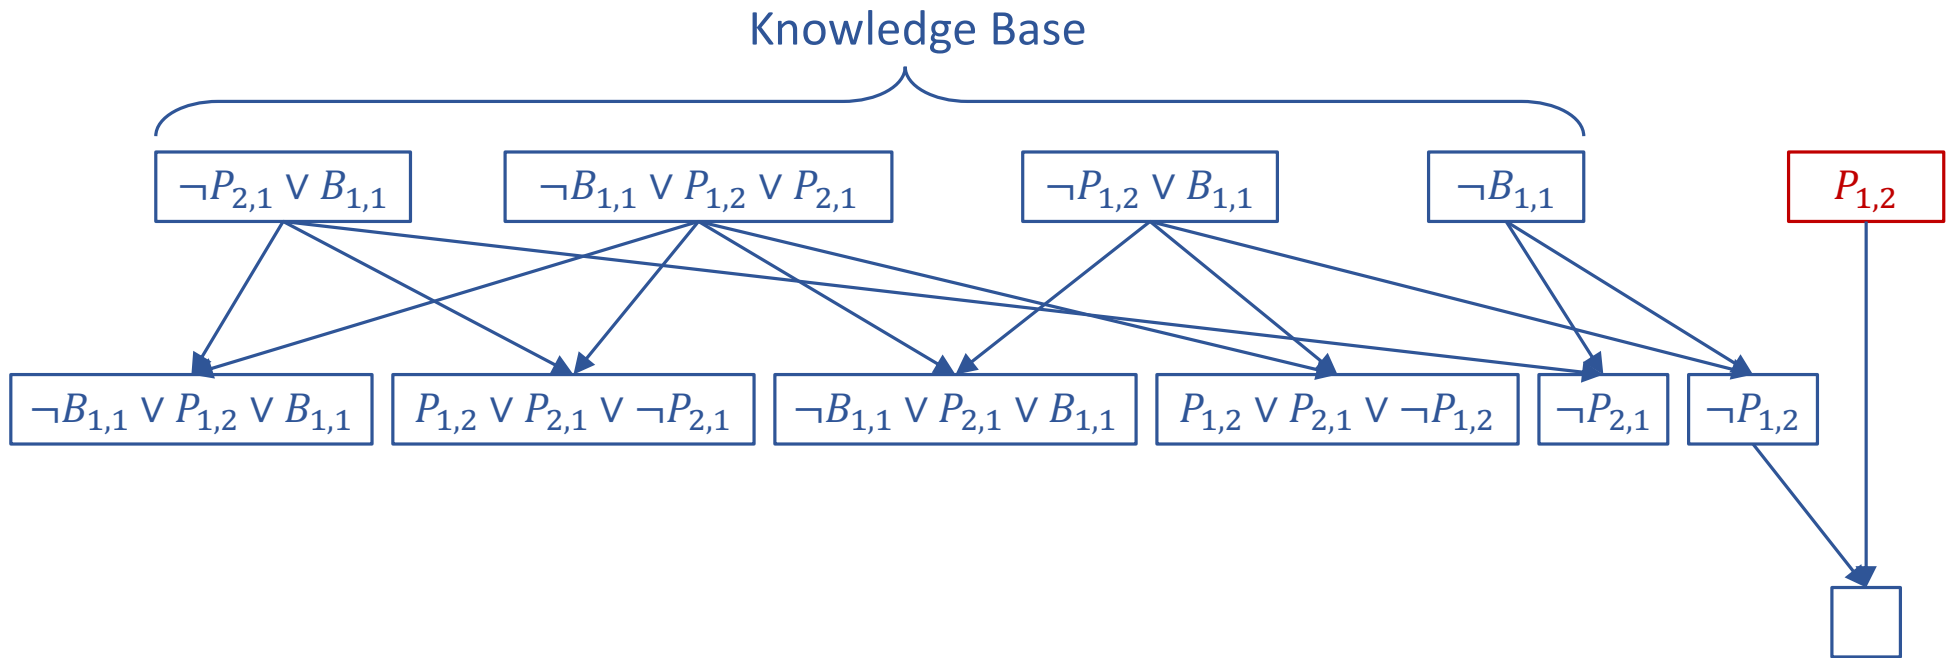 Knowledge Base
¬P₂,₁ ∨ B₁,₁
¬B₁,₁ ∨ P₁,₂ ∨ P₂,₁
¬P₁,₂ ∨ B₁,₁
¬B₁,₁
P₁,₂
¬B₁,₁ ∨ P₁,₂ ∨ B₁,₁
P₁,₂ ∨ P₂,₁ ∨ ¬P₂,₁
¬B₁,₁ ∨ P₂,₁ ∨ B₁,₁
P₁,₂ ∨ P₂,₁ ∨ ¬P₁,₂
¬P₂,₁
¬P₁,₂